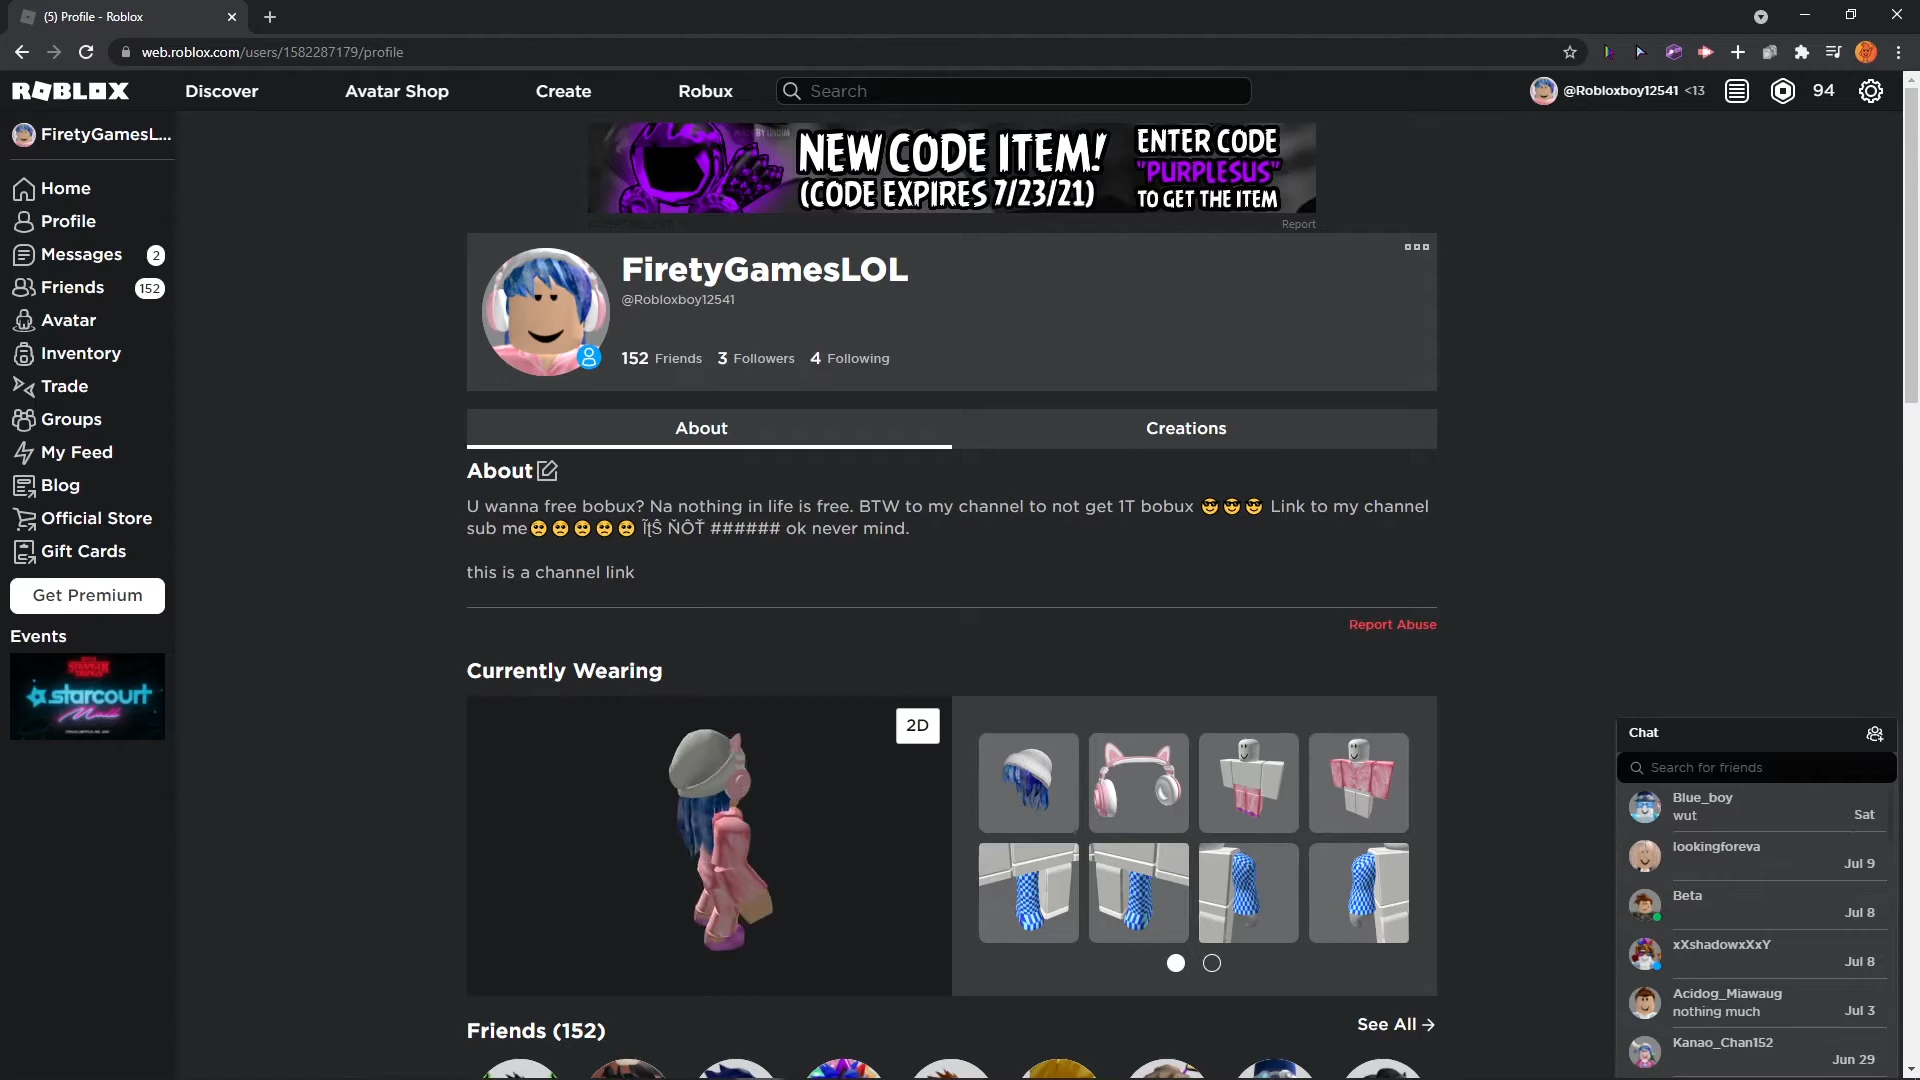 (5) Profile - Roblox
web.roblox.com/users/1582287179/profile
ROBLOX
Discover
Avatar Shop
Create
Robux
Search
@Robloxboy12541 <13
94
FiretyGamesL...
Home
Profile
Messages 2
Friends 152
Avatar
Inventory
Trade
Groups
My Feed
Blog
Official Store
Gift Cards
Get Premium
Events
STRANGER THINGS
starcourt
Mall
NEW CODE ITEM!
(CODE EXPIRES 7/23/21)
ENTER CODE
"PURPLESUS"
TO GET THE ITEM
Report
FiretyGamesLOL
@Robloxboy12541
152 Friends 3 Followers 4 Following
About
Creations
About
U wanna free bobux? Na nothing in life is free. BTW to my channel to not get 1T bobux 😎😎😎 Link to my channel
sub me🥺🥺🥺🥺🥺 ĨţŜ ÑÔŤ ###### ok never mind.
this is a channel link
Report Abuse
Currently Wearing
2D
Friends (152)
See All
Chat
Search for friends
Blue_boy
wut
Sat
lookingforeva
Jul 9
Beta
Jul 8
xXshadowxXxY
Jul 8
Acidog_Miawaug
nothing much
Jul 3
Kanao_Chan152
Jun 29